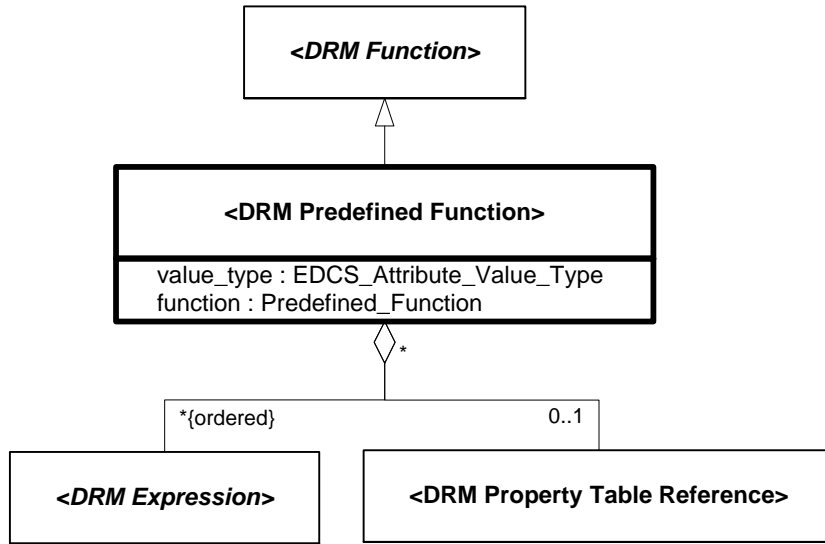 <DRM Function>
<DRM Predefined Function>
value_type : EDCS_Attribute_Value_Type
function : Predefined_Function
*
*{ordered}
0..1
<DRM Expression>
<DRM Property Table Reference>